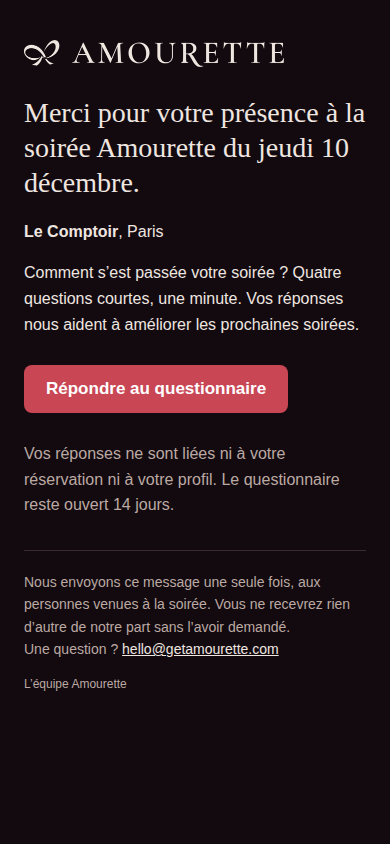 AMOURETTE
Merci pour votre présence à la
soirée Amourette du jeudi 10
décembre.
Le Comptoir, Paris
Comment s’est passée votre soirée ? Quatre
questions courtes, une minute. Vos réponses
nous aident à améliorer les prochaines soirées.
Répondre au questionnaire
Vos réponses ne sont liées ni à votre
réservation ni à votre profil. Le questionnaire
reste ouvert 14 jours.
Nous envoyons ce message une seule fois, aux
personnes venues à la soirée. Vous ne recevrez rien
d’autre de notre part sans l’avoir demandé.
Une question ? hello@getamourette.com
L’équipe Amourette